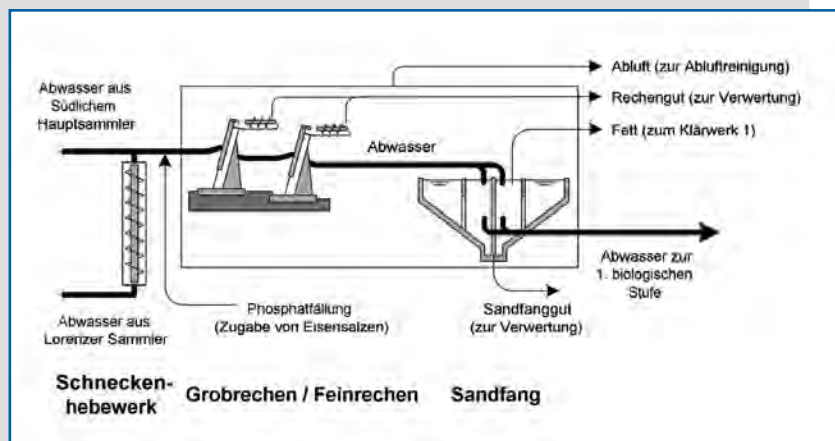 Abwasser aus
Südlichem
Hauptsammler
Abluft (zur Abluftreinigung)
Rechengut (zur Verwertung)
Fett (zum Klärwerk 1)
Abwasser
Abwasser zur
1. biologischen
Stufe
Phosphatfällung
(Zugabe von Eisensalzen)
Sandfanggut
(zur Verwertung)
Abwasser aus
Lorenzer Sammler
Schnecken-
hebewerk
Grobrechen / Feinrechen
Sandfang